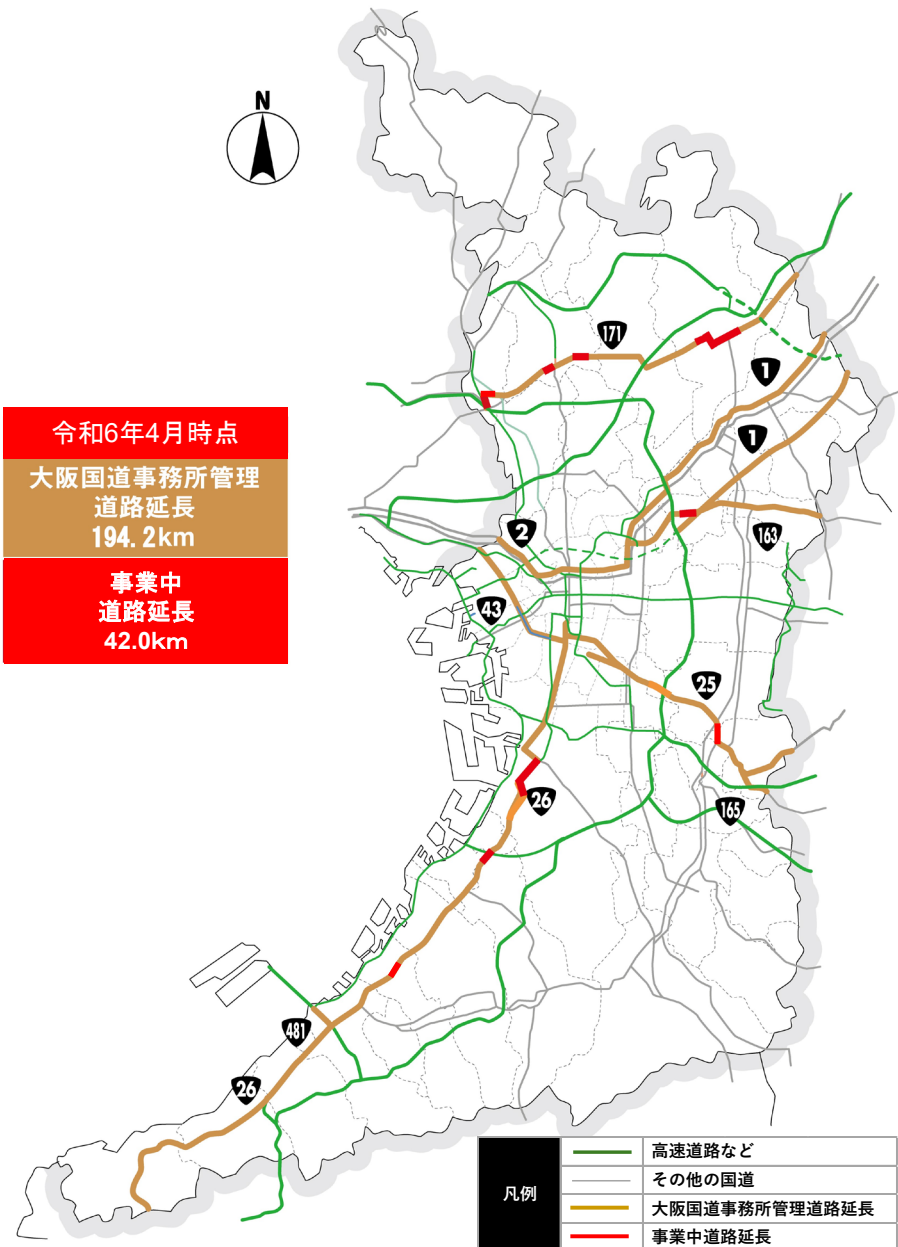 N
171
1
1
令和6年4月時点
大阪国道事務所管理
道路延長
194.2km
2
163
事業中
道路延長
42.0km
43
25
26
165
481
26
凡例
高速道路など
その他の国道
大阪国道事務所管理道路延長
事業中道路延長